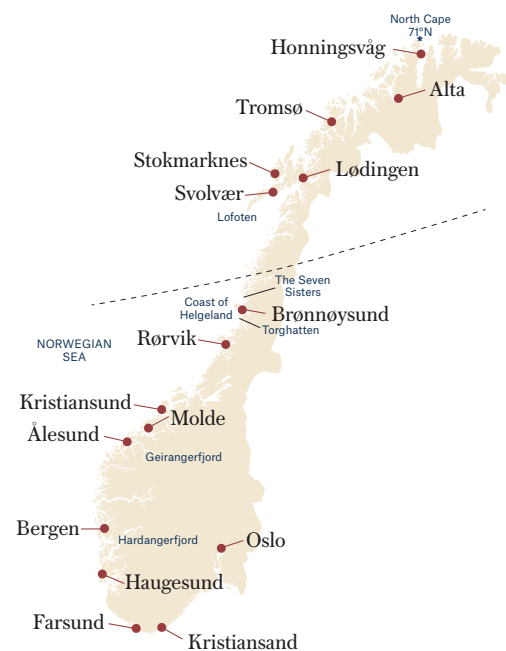 North Cape
71°N
*
Honningsvåg
Alta
Tromsø
Stokmarknes
Lødingen
Svolvær
Lofoten
The Seven
Sisters
Coast of
Helgeland
Brønnøysund
Torghatten
NORWEGIAN
SEA
Rørvik
Kristiansund
Molde
Ålesund
Geirangerfjord
Bergen
Hardangerfjord
Oslo
Haugesund
Farsund
Kristiansand